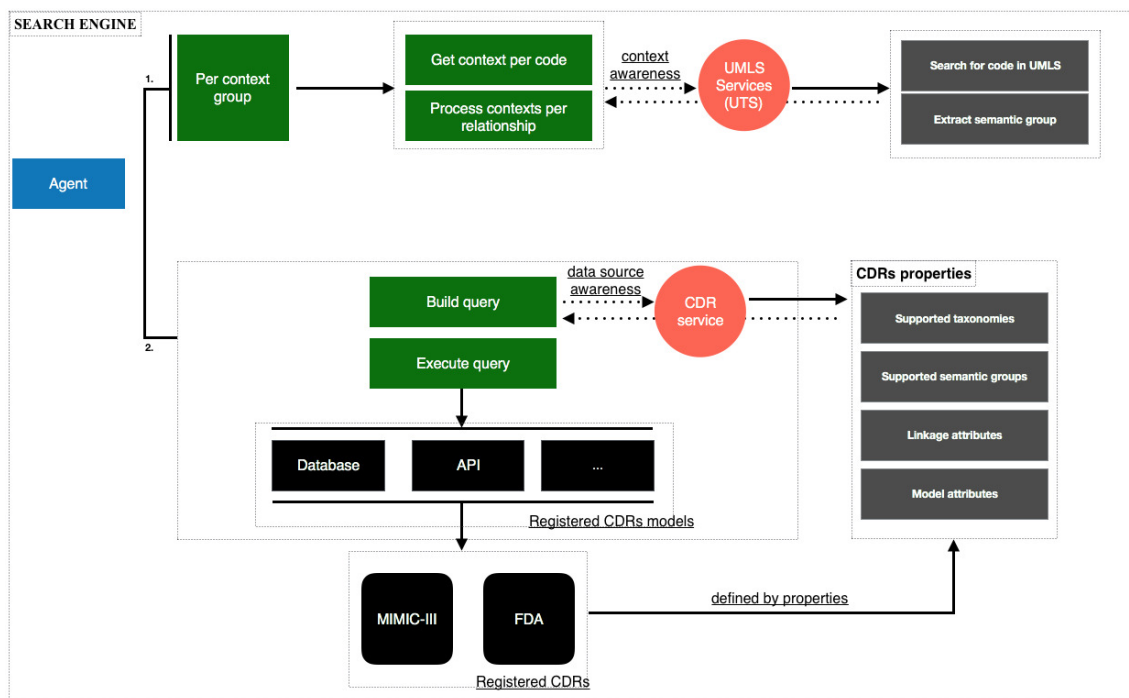 SEARCH ENGINE
1.
Per context
group
Get context per code
Process contexts per
relationship
context
awareness
UMLS
Services
(UTS)
Search for code in UMLS
Extract semantic group
Agent
2.
Build query
Execute query
data source
awareness
CDR
service
CDRs properties
Supported taxonomies
Supported semantic groups
Linkage attributes
Model attributes
Database
API
...
Registered CDRs models
MIMIC-III
FDA
defined by properties
Registered CDRs